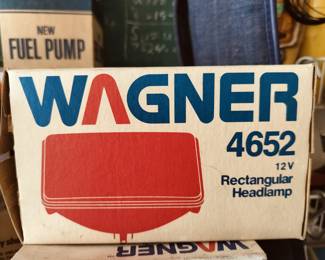 NEW
FUEL PUMP
WAGNER
4652
12V
Rectangular
Headlamp
WAGNER